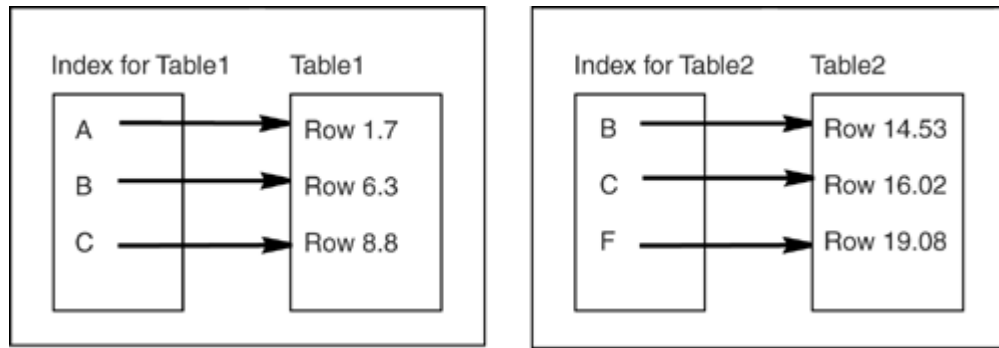 Index for Table1 Table1
A Row 1.7
B Row 6.3
C Row 8.8
Index for Table2 Table2
B Row 14.53
C Row 16.02
F Row 19.08